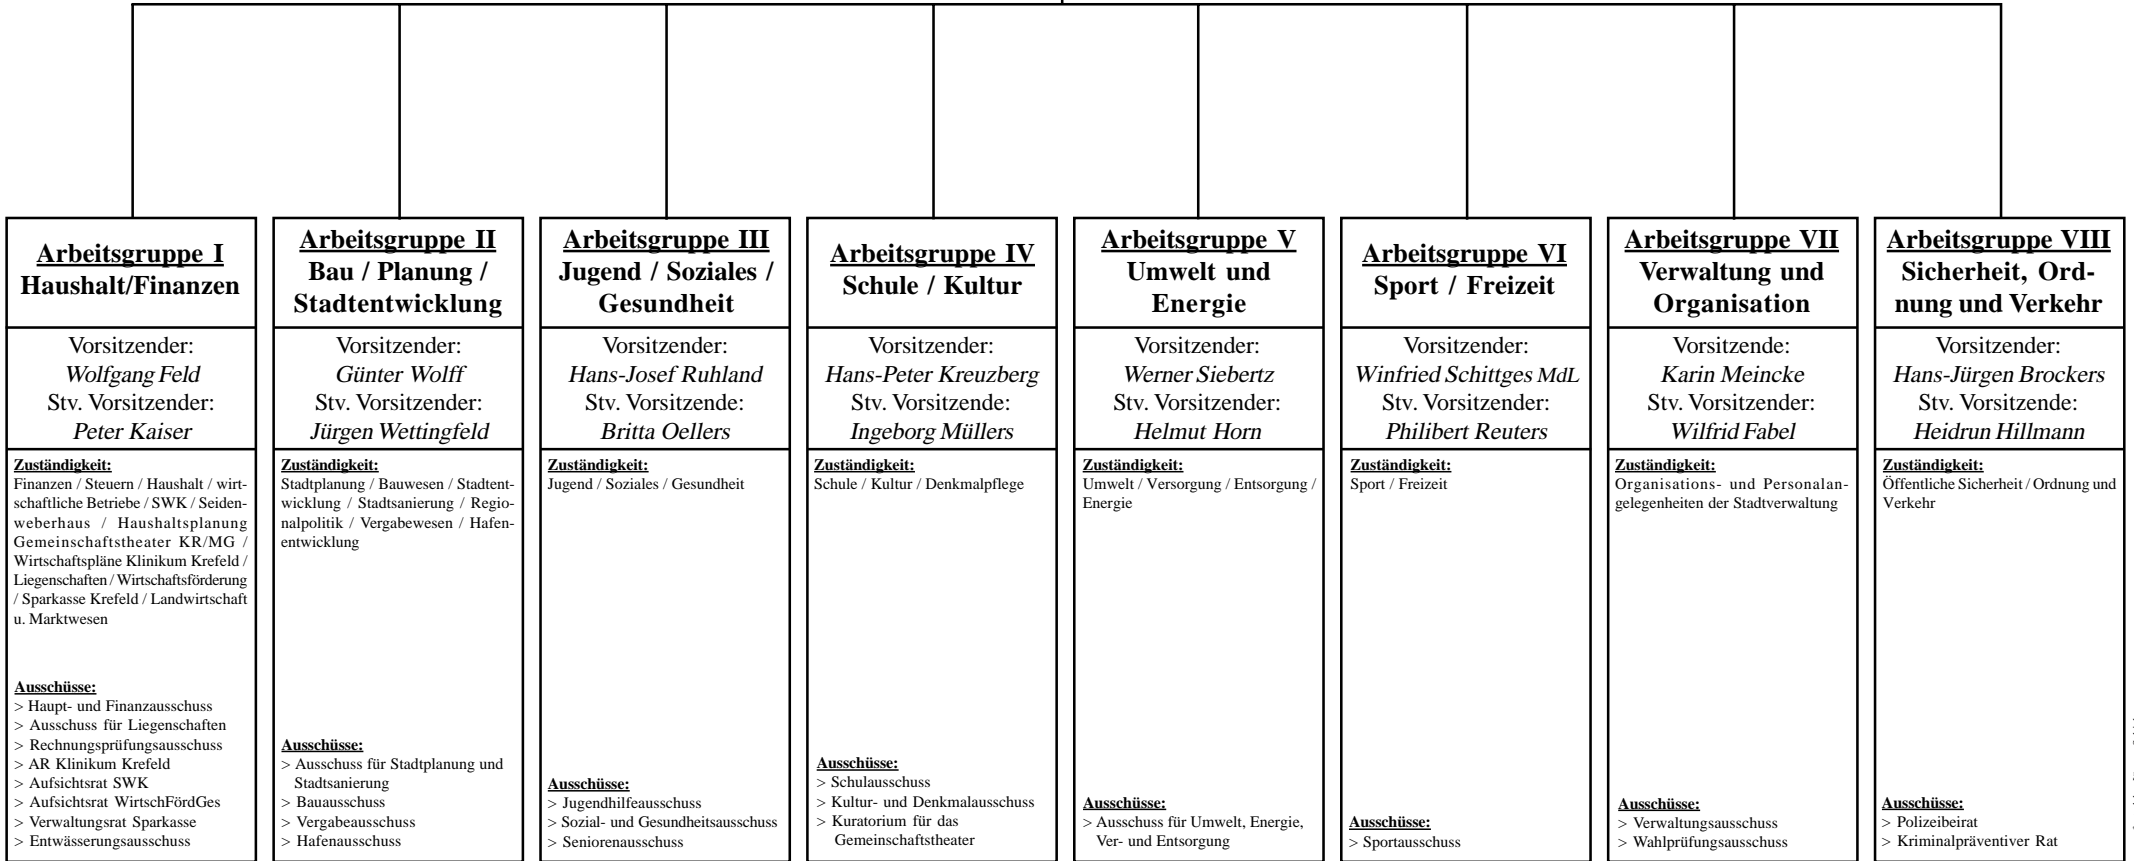 Arbeitsgruppe I
Haushalt/Finanzen
Vorsitzender:
Wolfgang Feld
Stv. Vorsitzender:
Peter Kaiser
Zuständigkeit:
Finanzen / Steuern / Haushalt / wirt-
schaftliche Betriebe / SWK / Seiden-
weberhaus / Haushaltsplanung
Gemeinschaftstheater KR/MG /
Wirtschaftspläne Klinikum Krefeld /
Liegenschaften / Wirtschaftsförderung
/ Sparkasse Krefeld / Landwirtschaft
u. Marktwesen
Ausschüsse:
> Haupt- und Finanzausschuss
> Ausschuss für Liegenschaften
> Rechnungsprüfungsausschuss
> AR Klinikum Krefeld
> Aufsichtsrat SWK
> Aufsichtsrat WirtschFördGes
> Verwaltungsrat Sparkasse
> Entwässerungsausschuss
Arbeitsgruppe II
Bau / Planung /
Stadtentwicklung
Vorsitzender:
Günter Wolff
Stv. Vorsitzender:
Jürgen Wettingfeld
Zuständigkeit:
Stadtplanung / Bauwesen / Stadtent-
wicklung / Stadtsanierung / Regio-
nalpolitik / Vergabewesen / Hafen-
entwicklung
Ausschüsse:
> Ausschuss für Stadtplanung und
Stadtsanierung
> Bauausschuss
> Vergabeausschuss
> Hafenausschuss
Arbeitsgruppe III
Jugend / Soziales /
Gesundheit
Vorsitzender:
Hans-Josef Ruhland
Stv. Vorsitzende:
Britta Oellers
Zuständigkeit:
Jugend / Soziales / Gesundheit
Ausschüsse:
> Jugendhilfeausschuss
> Sozial- und Gesundheitsausschuss
> Seniorenausschuss
Arbeitsgruppe IV
Schule / Kultur
Vorsitzender:
Hans-Peter Kreuzberg
Stv. Vorsitzende:
Ingeborg Müllers
Zuständigkeit:
Schule / Kultur / Denkmalpflege
Ausschüsse:
> Schulausschuss
> Kultur- und Denkmalausschuss
> Kuratorium für das
Gemeinschaftstheater
Arbeitsgruppe V
Umwelt und
Energie
Vorsitzender:
Werner Siebertz
Stv. Vorsitzender:
Helmut Horn
Zuständigkeit:
Umwelt / Versorgung / Entsorgung /
Energie
Ausschüsse:
> Ausschuss für Umwelt, Energie,
Ver- und Entsorgung
Arbeitsgruppe VI
Sport / Freizeit
Vorsitzender:
Winfried Schittges MdL
Stv. Vorsitzender:
Philibert Reuters
Zuständigkeit:
Sport / Freizeit
Ausschüsse:
> Sportausschuss
Arbeitsgruppe VII
Verwaltung und
Organisation
Vorsitzende:
Karin Meincke
Stv. Vorsitzender:
Wilfrid Fabel
Zuständigkeit:
Organisations- und Personalan-
gelegenheiten der Stadtverwaltung
Ausschüsse:
> Verwaltungsausschuss
> Wahlprüfungsausschuss
Arbeitsgruppe VIII
Sicherheit, Ord-
nung und Verkehr
Vorsitzender:
Hans-Jürgen Brockers
Stv. Vorsitzende:
Heidrun Hillmann
Zuständigkeit:
Öffentliche Sicherheit / Ordnung und
Verkehr
Ausschüsse:
> Polizeibeirat
> Kriminalpräventiver Rat